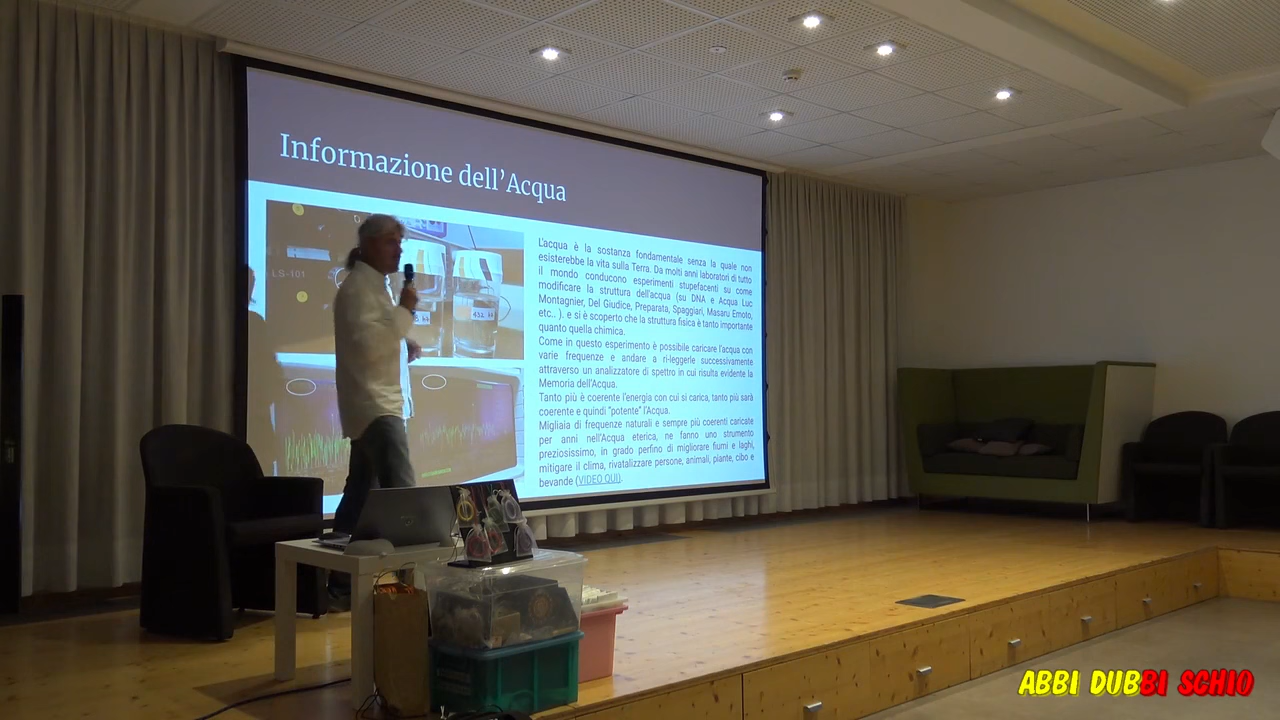 Informazione dell'Acqua
LS-101
432 hz
L'acqua è la sostanza fondamentale senza la quale non
esisterebbe la vita sulla Terra. Da molti anni laboratori di tutto
il mondo conducono esperimenti stupefacenti su come
modificare la struttura dell'acqua (su DNA e Acqua Luc
Montagnier, Del Giudice, Preparata, Spaggiari, Masaru Emoto,
etc.. ). e si è scoperto che la struttura fisica è tanto importante
quanto quella chimica.
Come in questo esperimento è possibile caricare l'acqua con
varie frequenze e andare a ri-leggerle successivamente
attraverso un analizzatore di spettro in cui risulta evidente la
Memoria dell'Acqua.
Tanto più è coerente l'energia con cui si carica, tanto più sarà
coerente e quindi "potente" l'Acqua.
Migliaia di frequenze naturali e sempre più coerenti caricate
per anni nell'Acqua eterica, ne fanno uno strumento
preziosissimo, in grado perfino di migliorare fiumi e laghi,
mitigare il clima, rivatalizzare persone, animali, piante, cibo e
bevande (VIDEO QUI).
ABBI DUBBI SCHIO